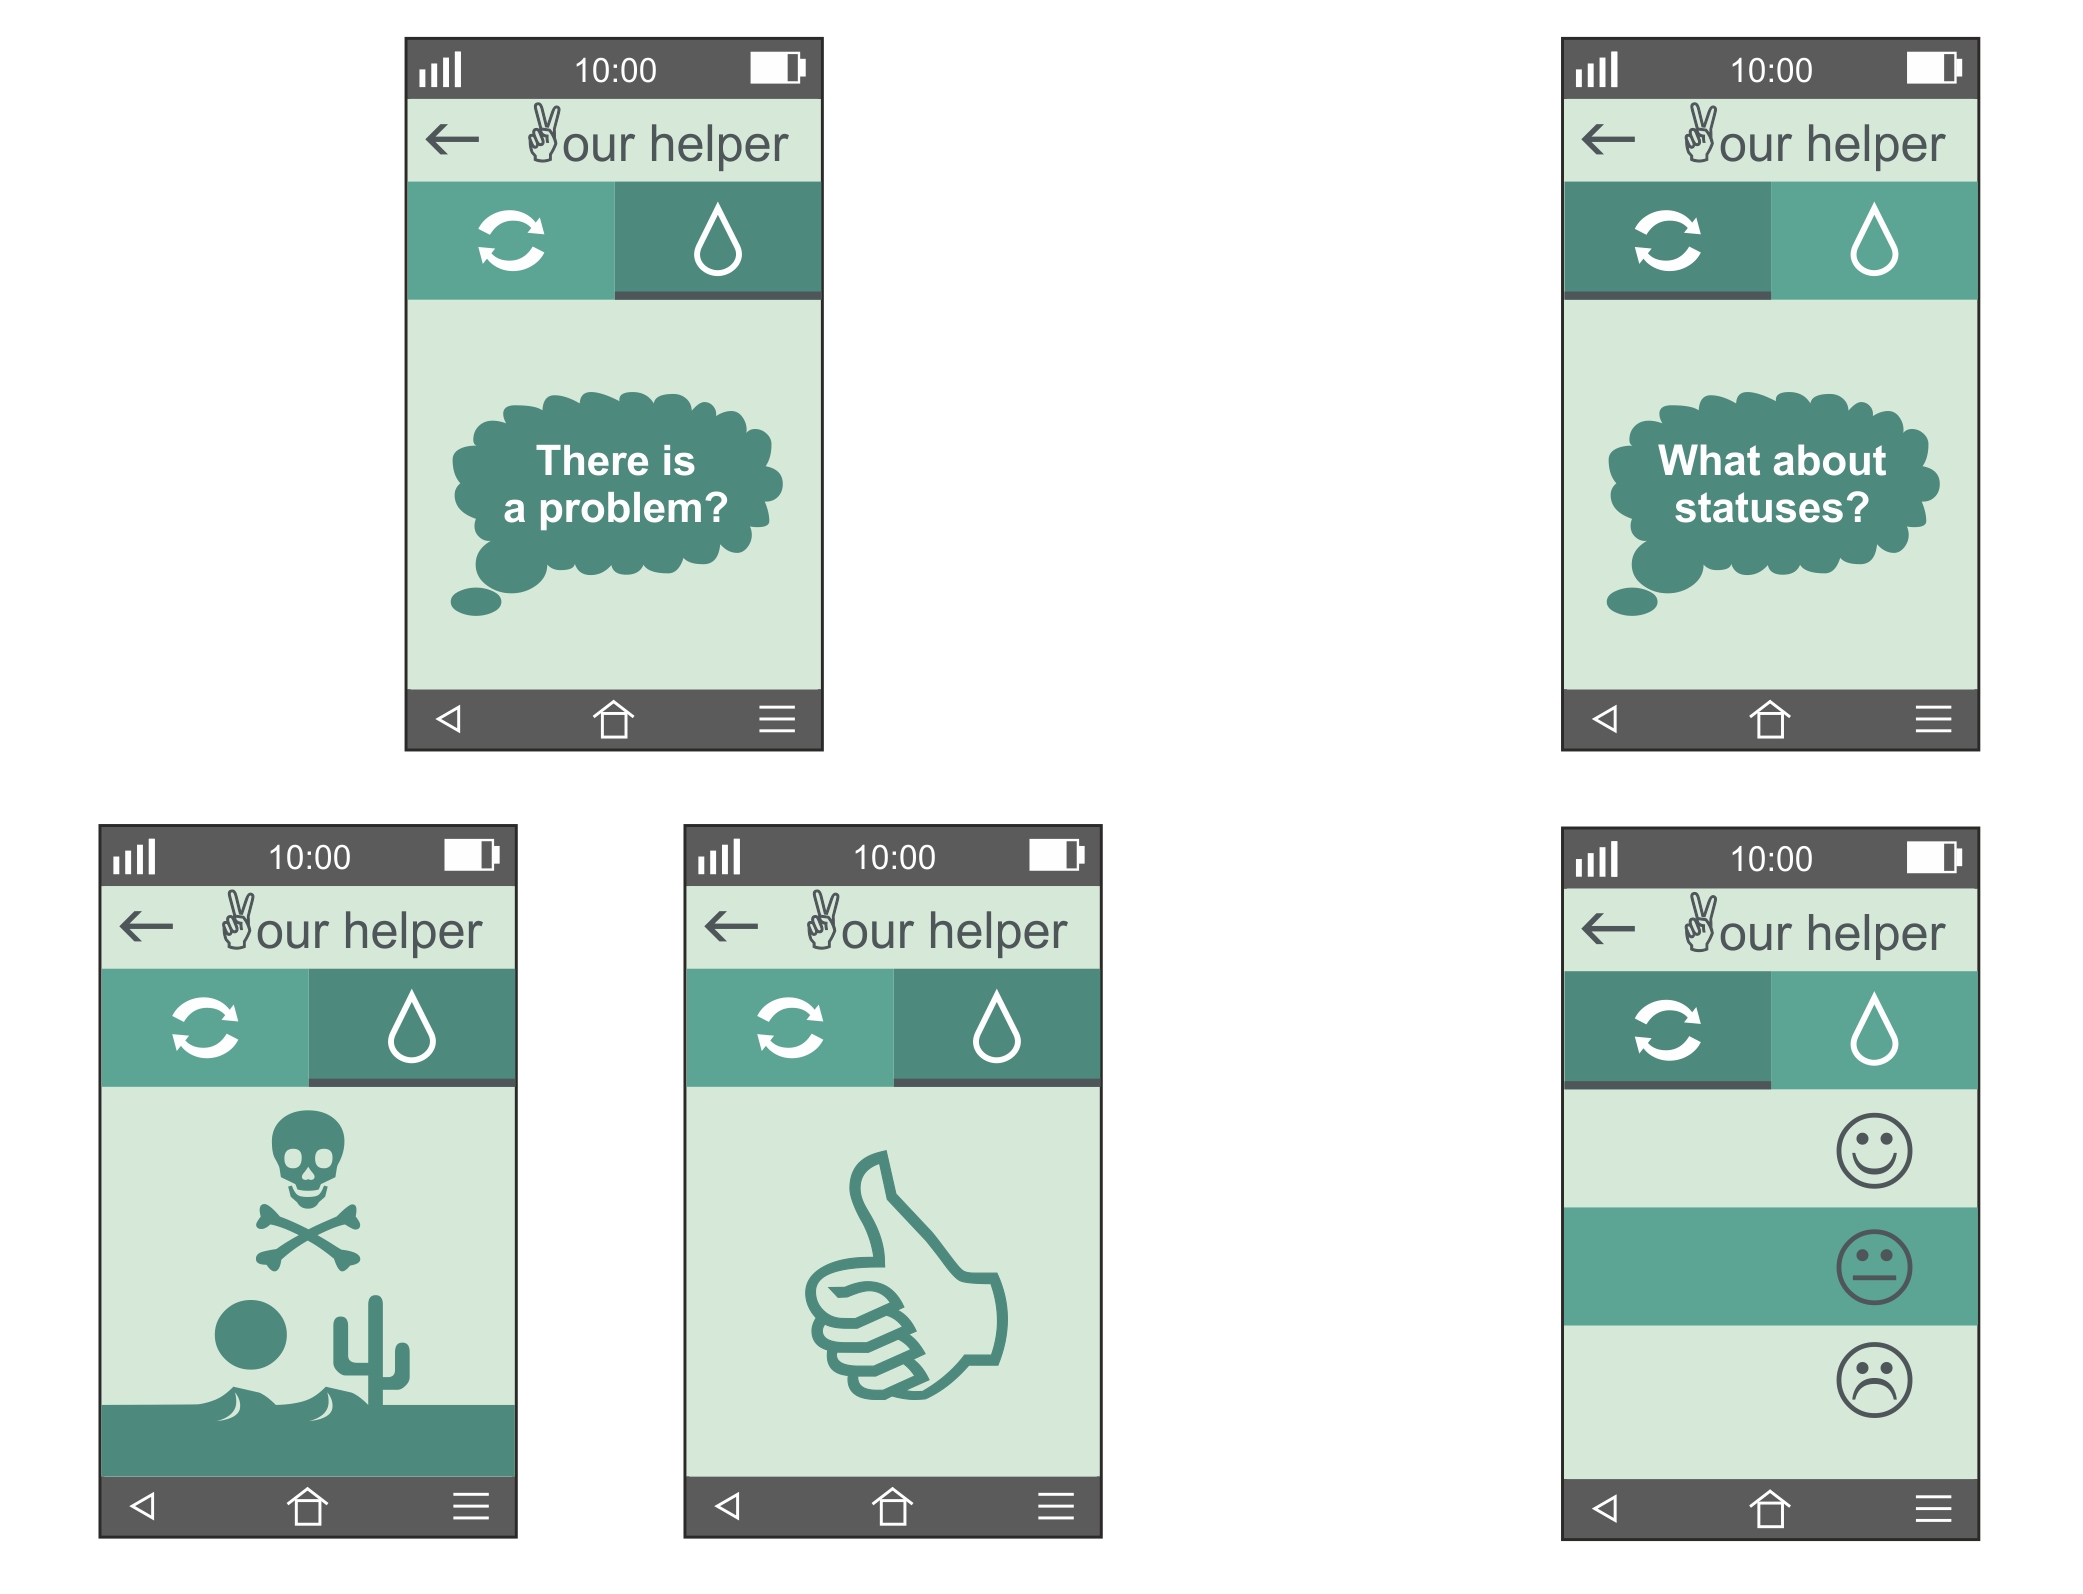 10:00
✌our helper
There is
a problem?
10:00
✌our helper
What about
statuses?
10:00
✌our helper
10:00
✌our helper
10:00
✌our helper